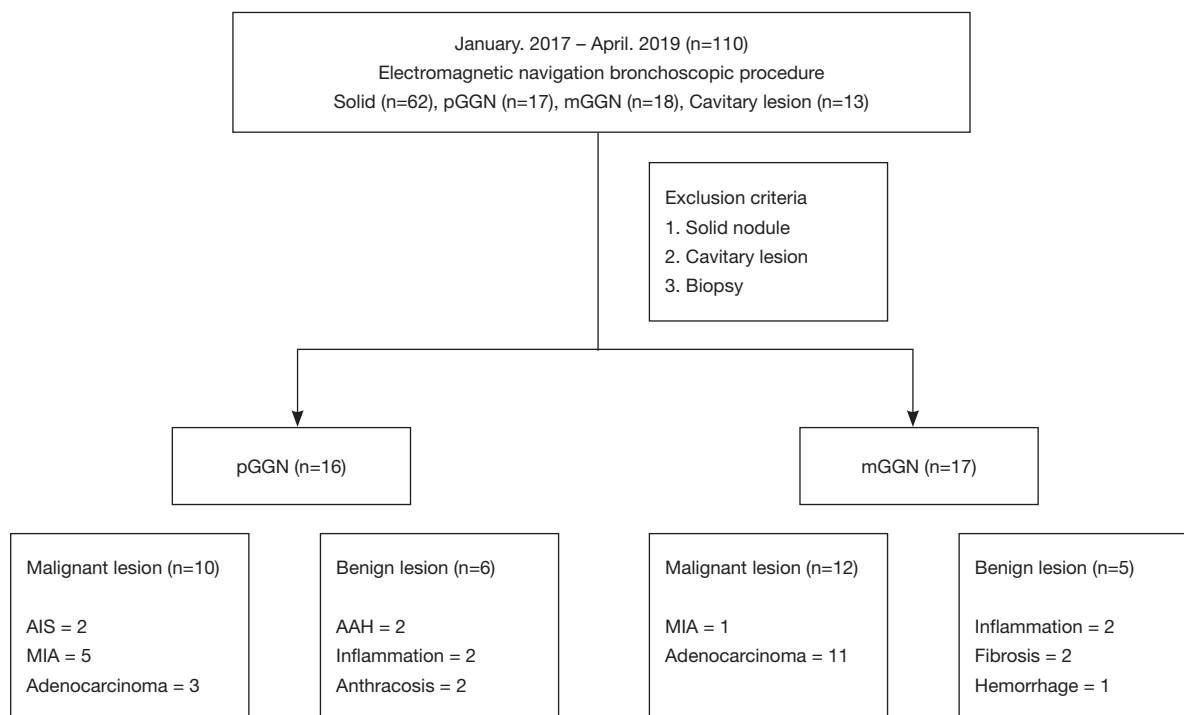 January. 2017 – April. 2019 (n=110)
Electromagnetic navigation bronchoscopic procedure
Solid (n=62), pGGN (n=17), mGGN (n=18), Cavitary lesion (n=13)
Exclusion criteria
1. Solid nodule
2. Cavitary lesion
3. Biopsy
pGGN (n=16)
mGGN (n=17)
Malignant lesion (n=10)
AIS = 2
MIA = 5
Adenocarcinoma = 3
Benign lesion (n=6)
AAH = 2
Inflammation = 2
Anthracosis = 2
Malignant lesion (n=12)
MIA = 1
Adenocarcinoma = 11
Benign lesion (n=5)
Inflammation = 2
Fibrosis = 2
Hemorrhage = 1